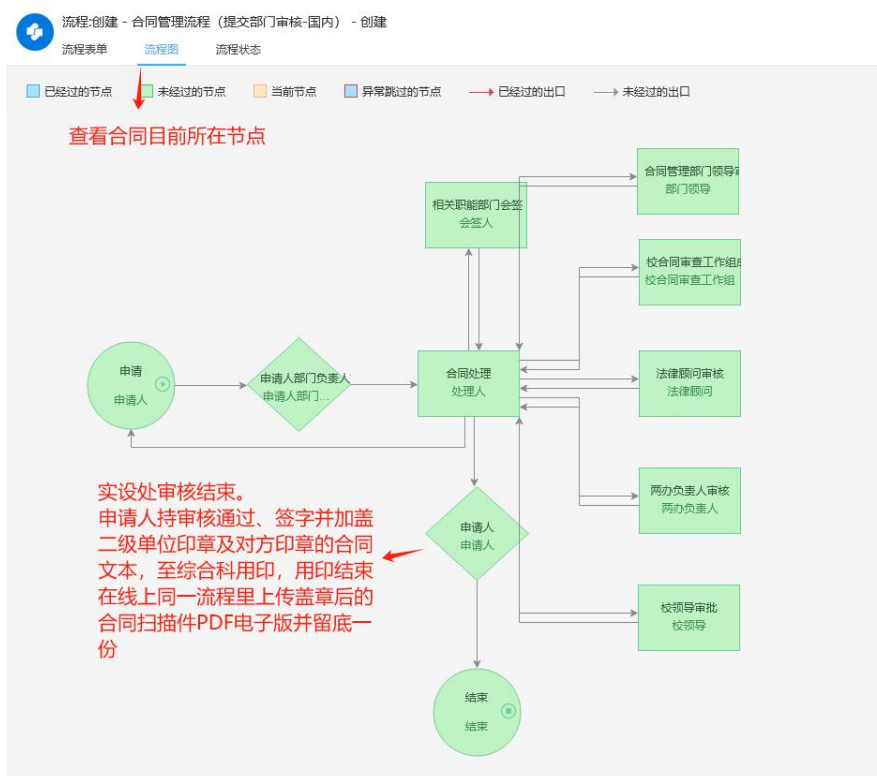 流程:创建 - 合同管理流程（提交部门审核-国内） - 创建
流程表单 流程图 流程状态
已经过的节点 未经过的节点 当前节点 异常跳过的节点 已经过的出口 未经过的出口
查看合同目前所在节点
合同管理部门领导
部门领导
相关职能部门会签
会签人
校合同审查工作组
校合同审查工作组
申请
申请人
申请人部门负责人
申请人部门...
合同处理
处理人
法律顾问审核
法律顾问
两办负责人审核
两办负责人
实设处审核结束。
申请人持审核通过、签字并加盖
二级单位印章及对方印章的合同
文本，至综合科用印，用印结束
在线上同一流程里上传盖章后的
合同扫描件PDF电子版并留底一
份
申请人
申请人
校领导审批
校领导
结束
结束